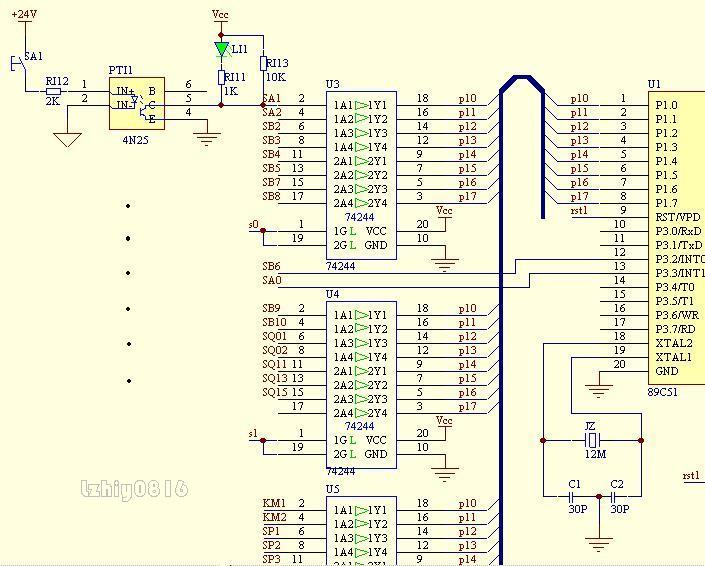 +24V
SA1
RI12
2K
PTI1
1
2
IN+
IN-
B
C
E
6
5
4
4N25
Vcc
LI1
RI11
1K
RI13
10K
U3
SA1 2 1A1 1Y1 18 p10
SA2 4 1A2 1Y2 16 p11
SB2 6 1A3 1Y3 14 p12
SB3 8 1A4 1Y4 12 p13
SB4 11 2A1 2Y1 9 p14
SB5 13 2A2 2Y2 7 p15
SB7 15 2A3 2Y3 5 p16
SB8 17 2A4 2Y4 3 p17
74244
Vcc
s0 1 1G L VCC 20
19 2G L GND 10
74244
SB6
SA0
U4
SB9 2 1A1 1Y1 18 p10
SB10 4 1A2 1Y2 16 p11
SQ01 6 1A3 1Y3 14 p12
SQ02 8 1A4 1Y4 12 p13
SQ11 11 2A1 2Y1 9 p14
SQ13 13 2A2 2Y2 7 p15
SQ15 15 2A3 2Y3 5 p16
17 2A4 2Y4 3 p17
74244
Vcc
s1 1 1G L VCC 20
19 2G L GND 10
74244
U5
KM1 2 1A1 1Y1 18 p10
KM2 4 1A2 1Y2 16 p11
SP1 6 1A3 1Y3 14 p12
SP2 8 1A4 1Y4 12 p13
SP3 11 2A1 2Y1 9 p14
U1
p10 1 P1.0
p11 2 P1.1
p12 3 P1.2
p13 4 P1.3
p14 5 P1.4
p15 6 P1.5
p16 7 P1.6
p17 8 P1.7
rst1 9 RST/VPD
10 P3.0/RxD
11 P3.1/TxD
12 P3.2/INT0
13 P3.3/INT1
14 P3.4/T0
15 P3.5/T1
16 P3.6/WR
17 P3.7/RD
18 XTAL2
19 XTAL1
20 GND
89C51
JZ
12M
C1
30P
C2
30P
rst1
lzhiy0816